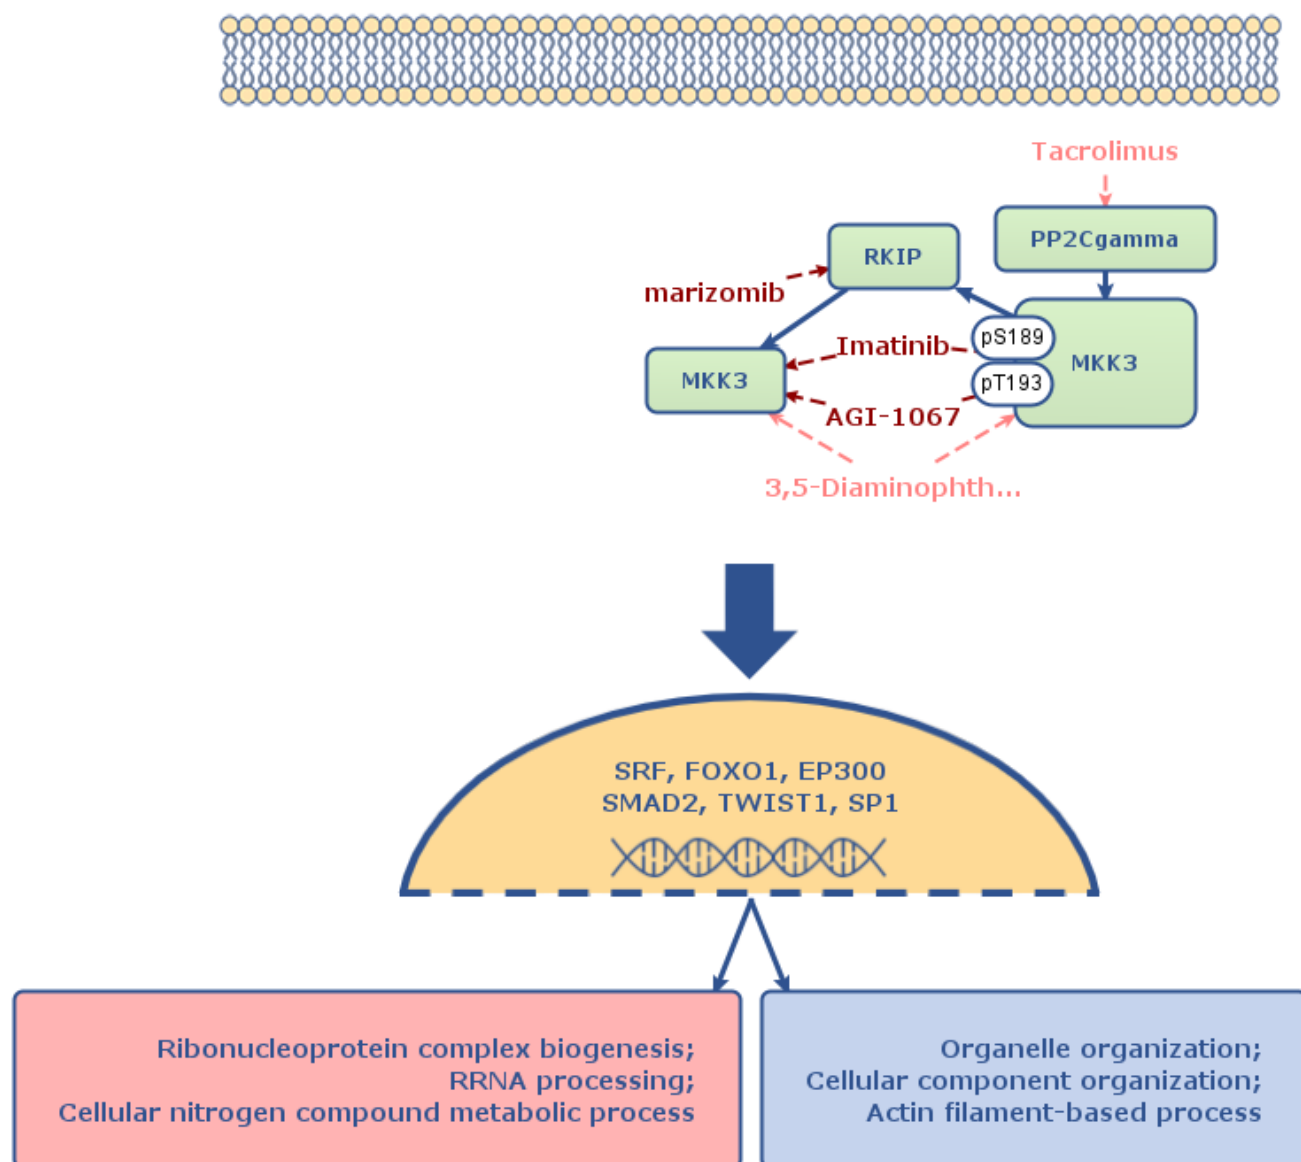 Tacrolimus
PP2Cgamma
RKIP
marizomib
pS189
Imatinib
MKK3
MKK3
pT193
AGI-1067
3,5-Diaminophth...
SRF, FOXO1, EP300
SMAD2, TWIST1, SP1
Ribonucleoprotein complex biogenesis;
RRNA processing;
Cellular nitrogen compound metabolic process
Organelle organization;
Cellular component organization;
Actin filament-based process